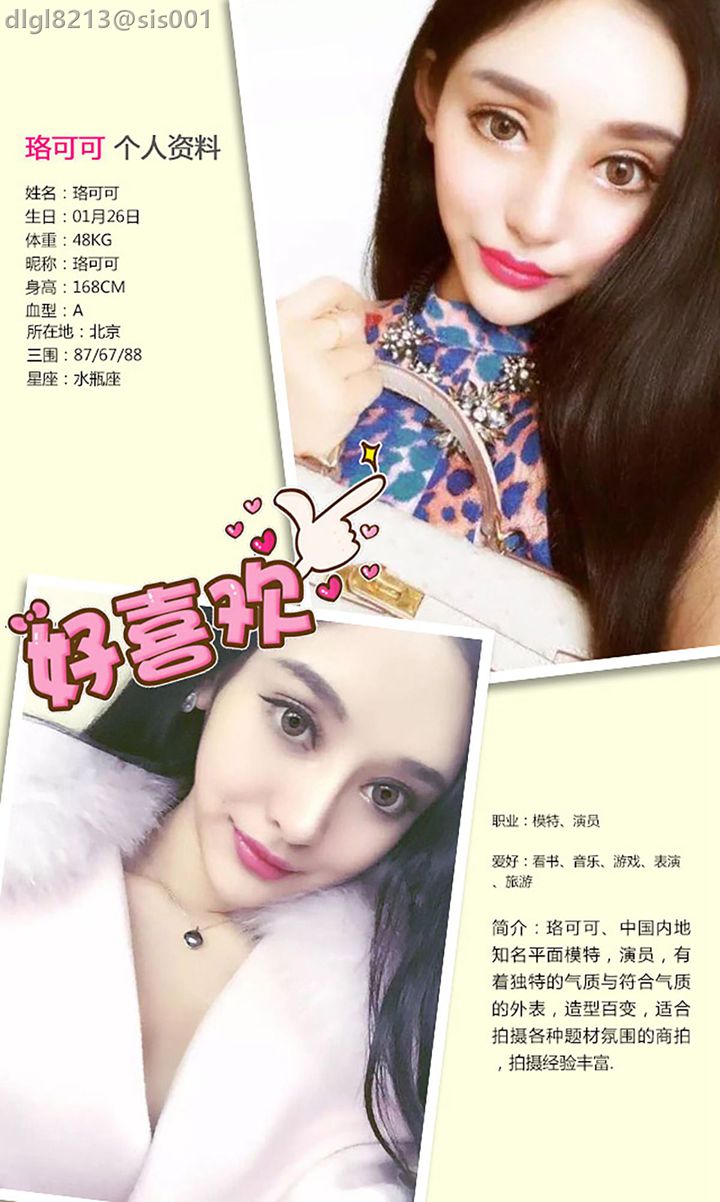 dlgl8213@sis001
珞可可 个人资料
姓名：珞可可
生日：01月26日
体重：48KG
昵称：珞可可
身高：168CM
血型：A
所在地：北京
三围：87/67/88
星座：水瓶座
好喜欢
职业：模特、演员
爱好：看书、音乐、游戏、表演
、旅游
简介：珞可可、中国内地
知名平面模特，演员，有
着独特的气质与符合气质
的外表，造型百变，适合
拍摄各种题材氛围的商拍
，拍摄经验丰富.